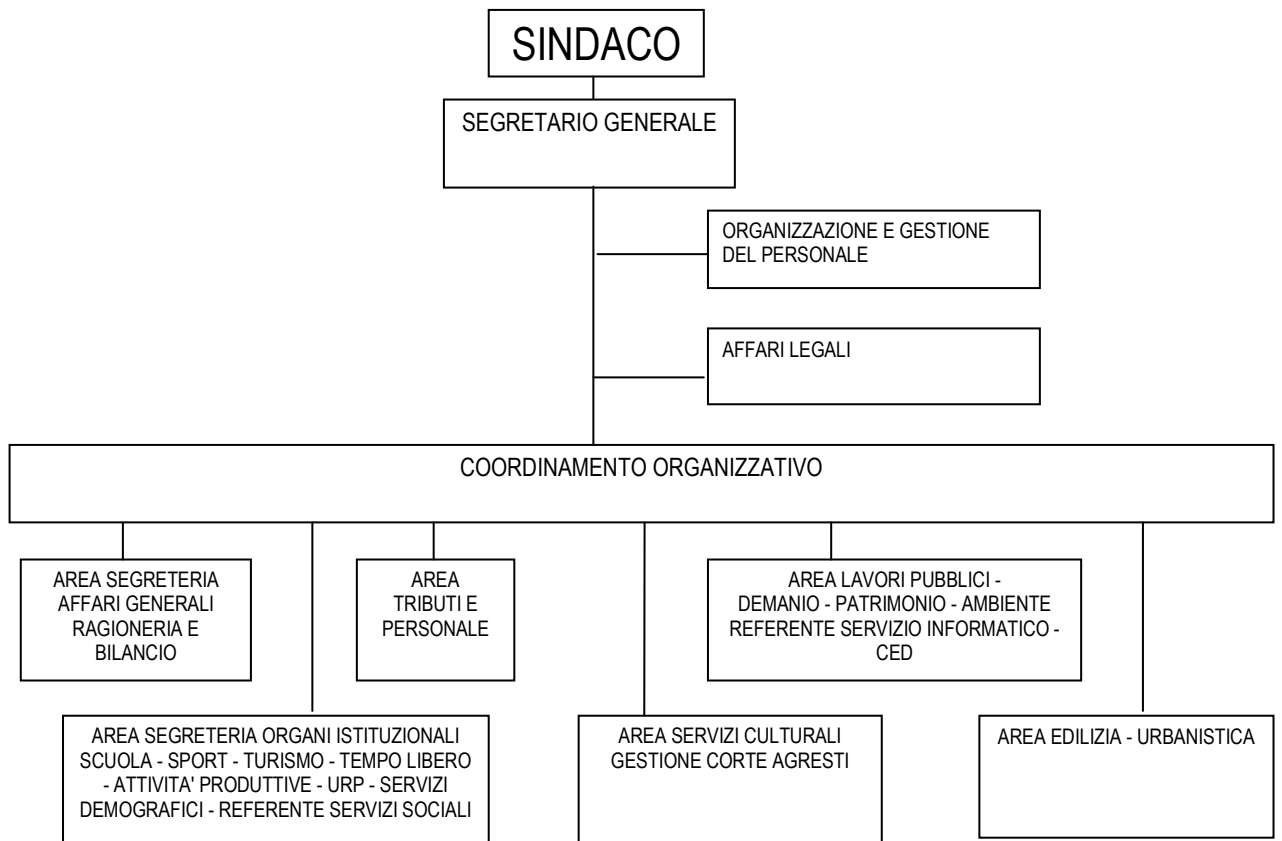 SINDACO
SEGRETARIO GENERALE
ORGANIZZAZIONE E GESTIONE
DEL PERSONALE
AFFARI LEGALI
COORDINAMENTO ORGANIZZATIVO
AREA SEGRETERIA
AFFARI GENERALI
RAGIONERIA E
BILANCIO
AREA
TRIBUTI E
PERSONALE
AREA LAVORI PUBBLICI -
DEMANIO - PATRIMONIO - AMBIENTE
REFERENTE SERVIZIO INFORMATICO -
CED
AREA SEGRETERIA ORGANI ISTITUZIONALI
SCUOLA - SPORT - TURISMO - TEMPO LIBERO
- ATTIVITA' PRODUTTIVE - URP - SERVIZI
DEMOGRAFICI - REFERENTE SERVIZI SOCIALI
AREA SERVIZI CULTURALI
GESTIONE CORTE AGRESTI
AREA EDILIZIA - URBANISTICA